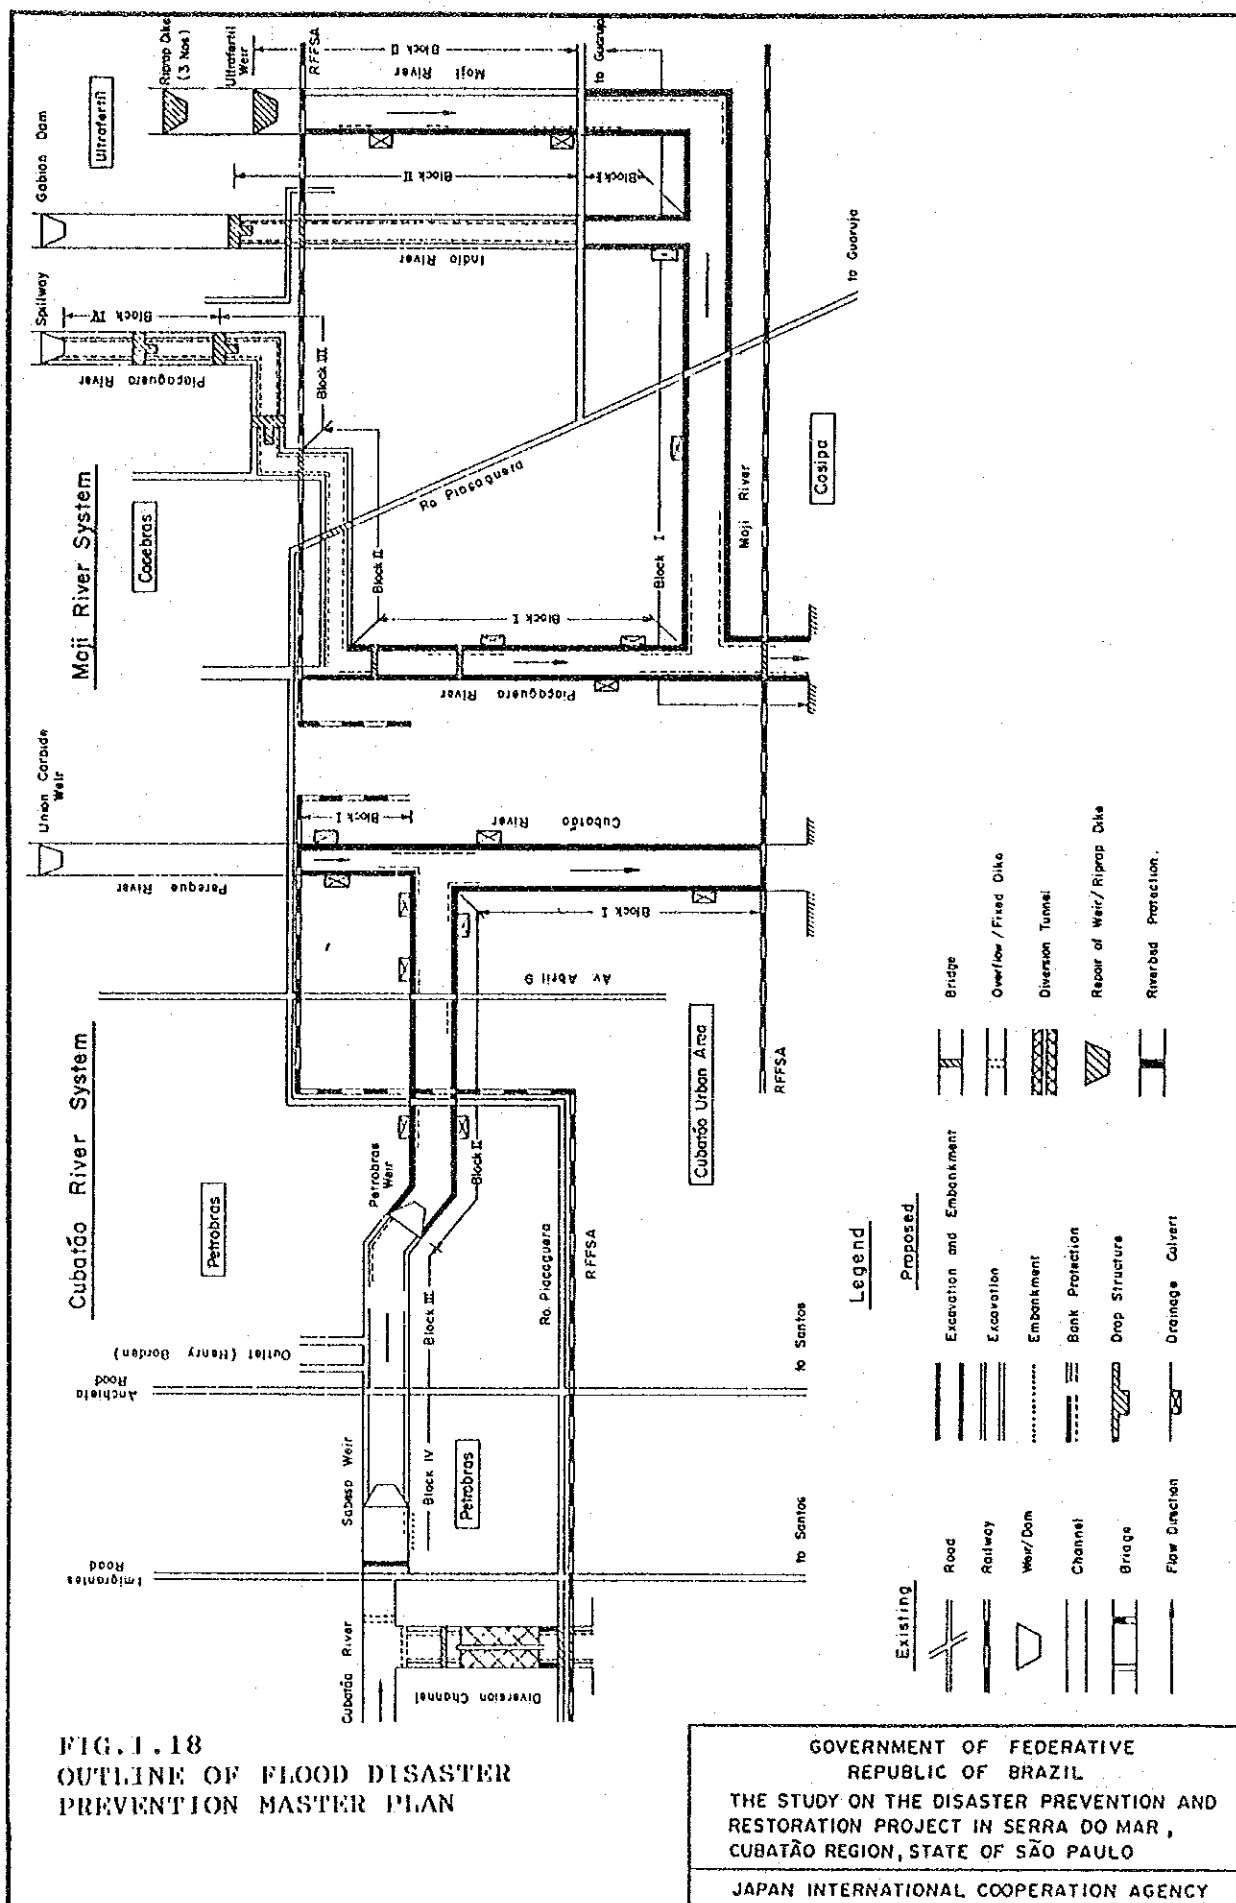 Cubatão River System
Moji River System
Riprap Dike
(3 Nos)
Ultrafertil
Weir
Block II
RFFSA
Moji River
to Guaruja
Ultrafertil
Gabion Dam
Block II
Block I
Indio River
Spillway
Block IV
Piaçaguera
River
Block III
Block II
to Guaruja
Ra Piaçaguera
Block I
Moji River
Cosipa
Block I
Piaçaguera
River
Union Carbide
Weir
Block I
Cubatão
River
Pereque
River
Block I
Av. Abril 9
Petrobras
Petrobras
Weir
Block II
Cubatão Urban Area
RFFSA
Ro. Piacaguera
RFFSA
Block III
Outlet (Henry Borden)
Anchieta
Road
to Santos
Sabesp Weir
Block IV
Petrobras
Emigrantes
Road
to Santos
Cubatão River
Diversion Channel
Legend
Existing
Road
Railway
Weir/Dam
Channel
Bridge
Flow Direction
Proposed
Excavation and Embankment
Excavation
Embankment
Bank Protection
Drop Structure
Drainage Culvert
Bridge
Overflow/Fixed Dike
Diversion Tunnel
Repair of Weir/Riprap Dike
Riverbed Protection.
FIG.1.18
OUTLINE OF FLOOD DISASTER
PREVENTION MASTER PLAN
GOVERNMENT OF FEDERATIVE
REPUBLIC OF BRAZIL
THE STUDY ON THE DISASTER PREVENTION AND
RESTORATION PROJECT IN SERRA DO MAR,
CUBATÃO REGION, STATE OF SÃO PAULO
JAPAN INTERNATIONAL COOPERATION AGENCY